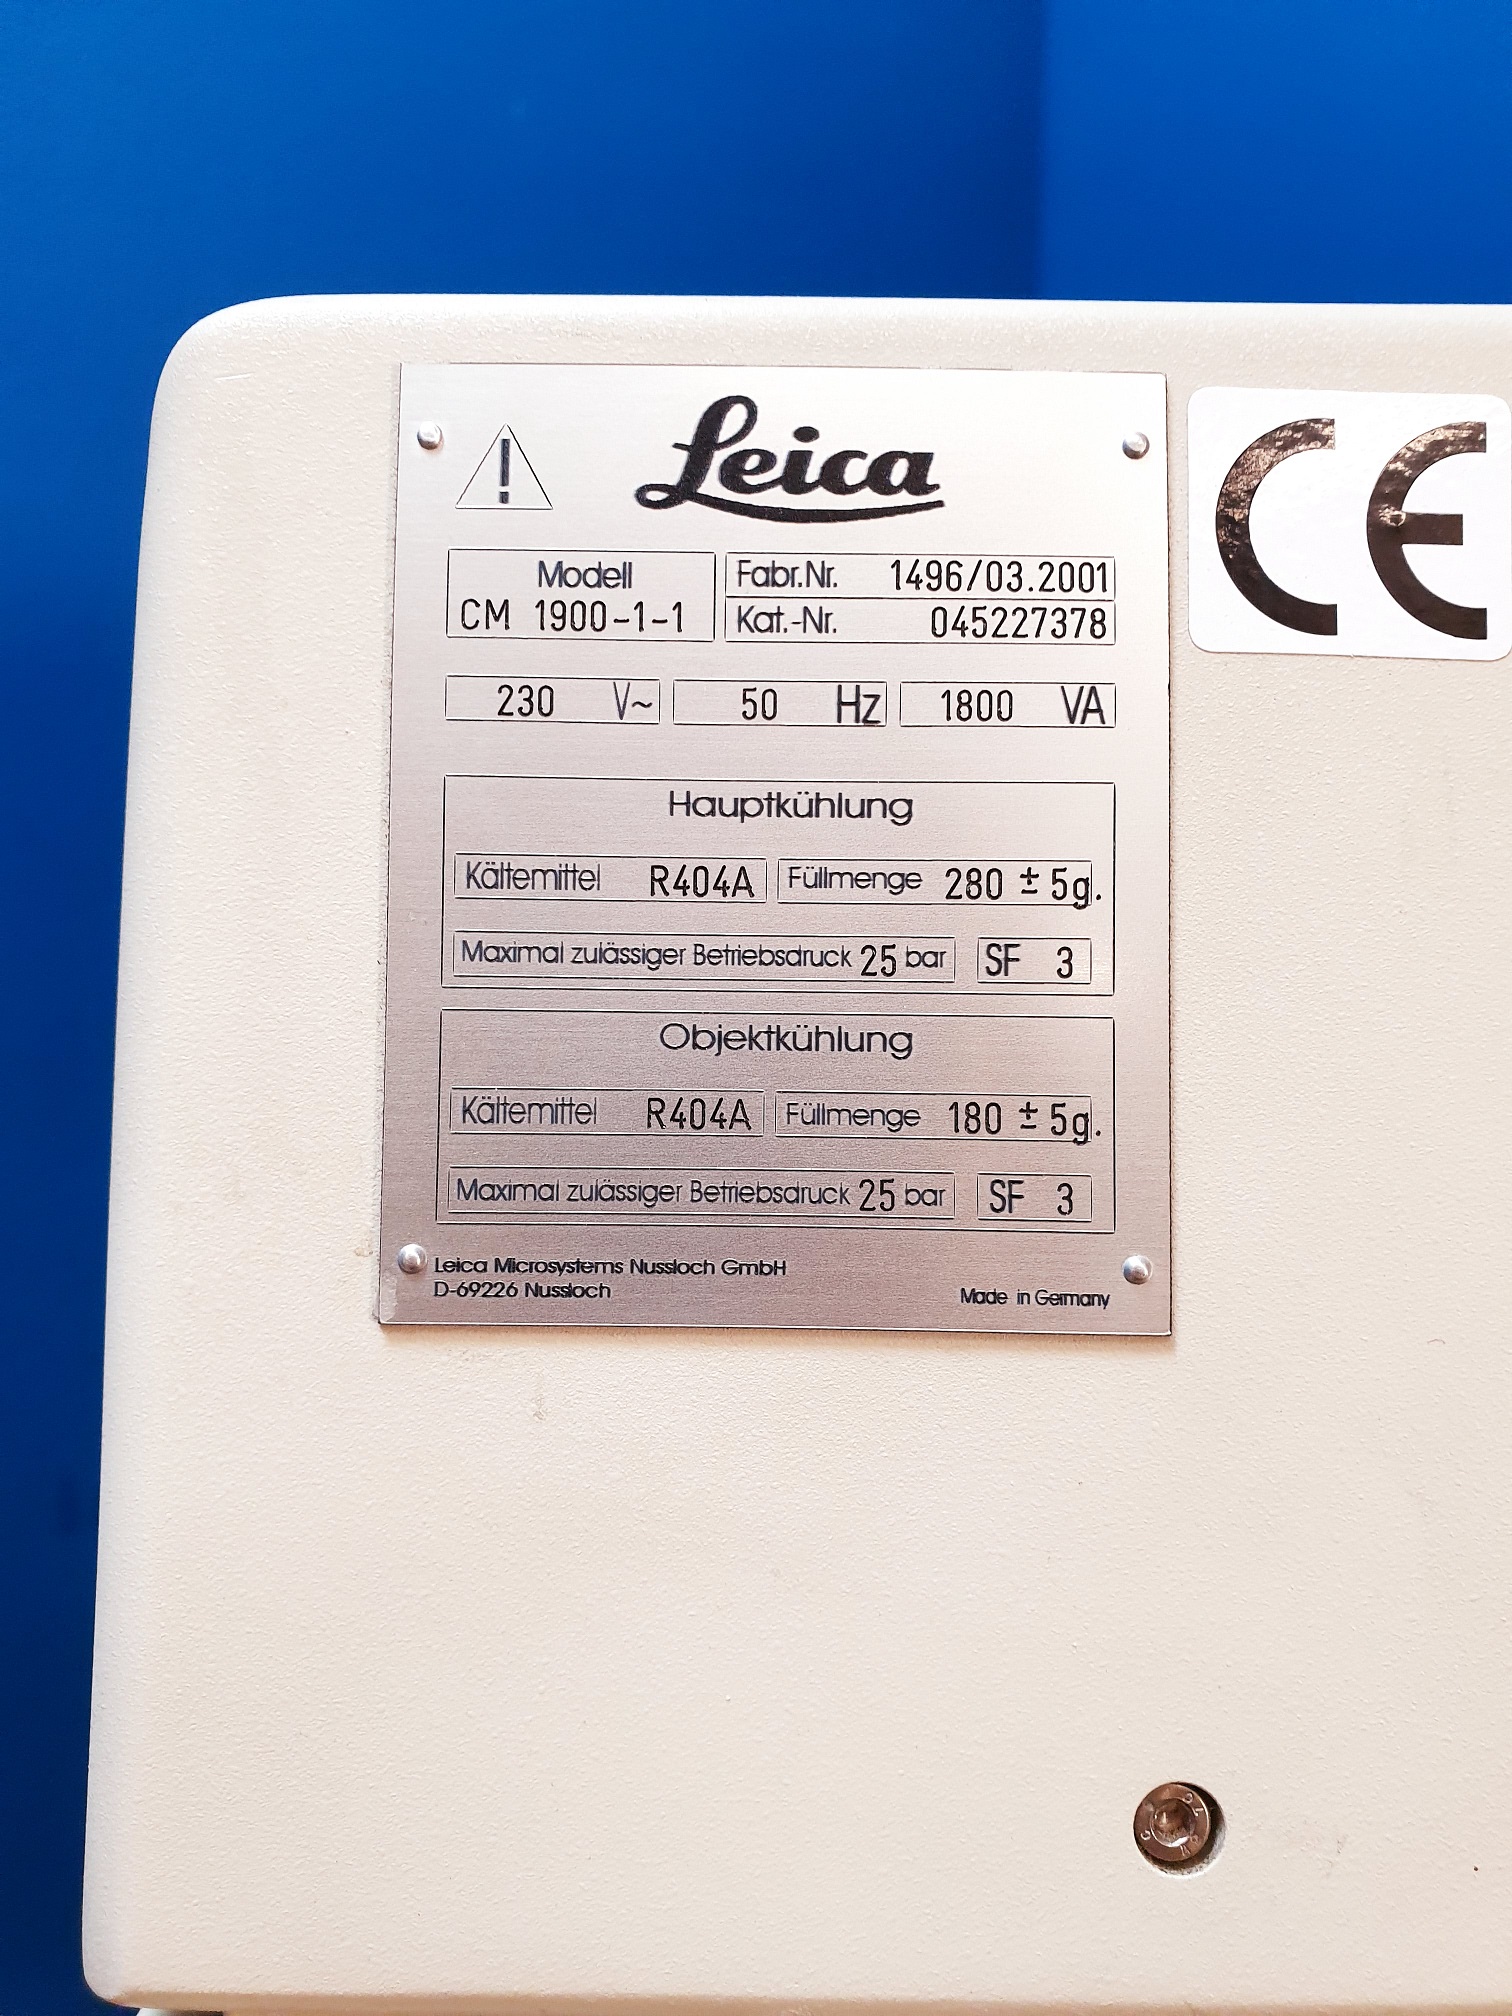 Leica
Modell
CM 1900-1-1
Fabr.Nr. 1496/03.2001
Kat.-Nr. 045227378
230 V~ 50 Hz 1800 VA
Hauptkühlung
Kältemittel R404A Füllmenge 280 ± 5g.
Maximal zulässiger Betriebsdruck 25 bar SF 3
Objektkühlung
Kältemittel R404A Füllmenge 180 ± 5g.
Maximal zulässiger Betriebsdruck 25 bar SF 3
Leica Microsystems Nussloch GmbH
D-69226 Nussloch
Made in Germany
CE